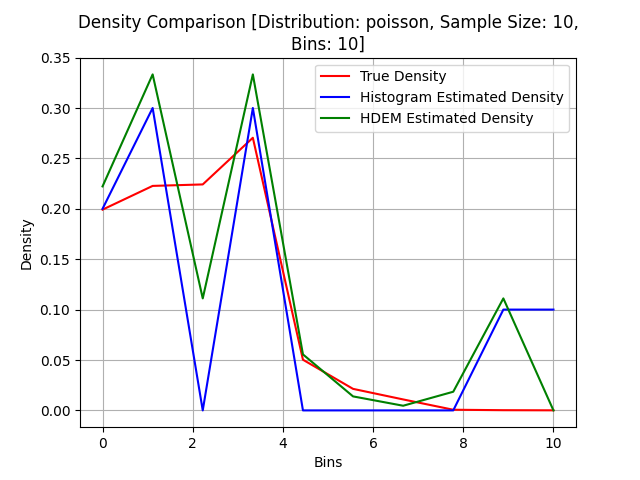 Density Comparison [Distribution: poisson, Sample Size: 10,
Bins: 10]
True Density
Histogram Estimated Density
HDEM Estimated Density
Density
0.35
0.30
0.25
0.20
0.15
0.10
0.05
0.00
0 2 4 6 8 10
Bins